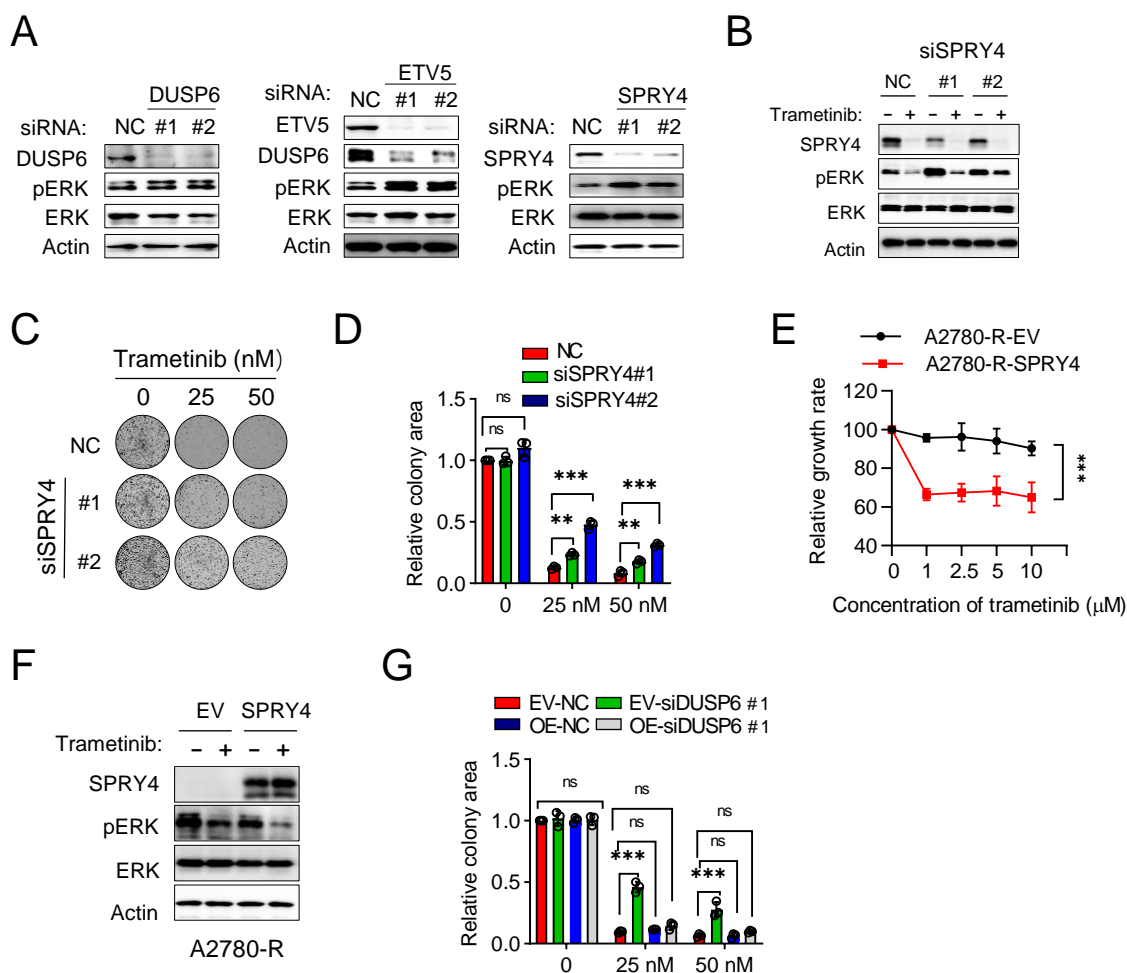 A
DUSP6
siRNA: NC #1 #2
DUSP6
pERK
ERK
Actin
ETV5
siRNA: NC #1 #2
ETV5
DUSP6
pERK
ERK
Actin
SPRY4
siRNA: NC #1 #2
SPRY4
pERK
ERK
Actin
B
siSPRY4
NC #1 #2
Trametinib: − + − + − +
SPRY4
pERK
ERK
Actin
C
Trametinib (nM)
0 25 50
NC
siSPRY4
#1
#2
D
NC
siSPRY4#1
siSPRY4#2
Relative colony area
1.5
1.0
0.5
0.0
ns
ns
***
**
***
**
0 25 nM 50 nM
E
A2780-R-EV
A2780-R-SPRY4
Relative growth rate
120
100
80
60
40
***
0 1 2.5 5 10
Concentration of trametinib (μM)
F
EV SPRY4
Trametinib: − + − +
SPRY4
pERK
ERK
Actin
A2780-R
G
EV-NC EV-siDUSP6 #1
OE-NC OE-siDUSP6 #1
Relative colony area
1.5
1.0
0.5
0.0
ns
ns
ns
***
ns
ns
***
0 25 nM 50 nM